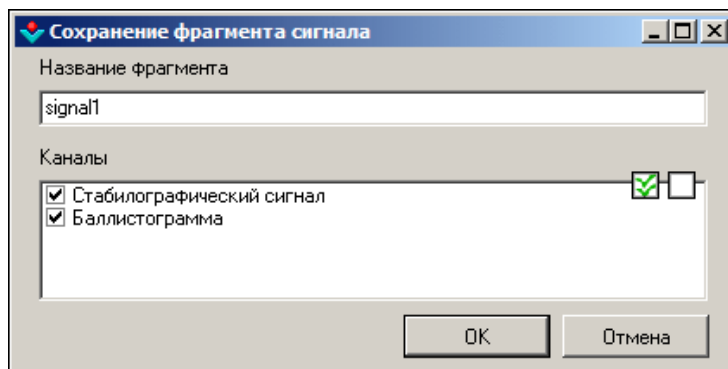 Сохранение фрагмента сигнала
Название фрагмента
signal1
Каналы
Стабилографический сигнал
Баллистограмма
OK
Отмена